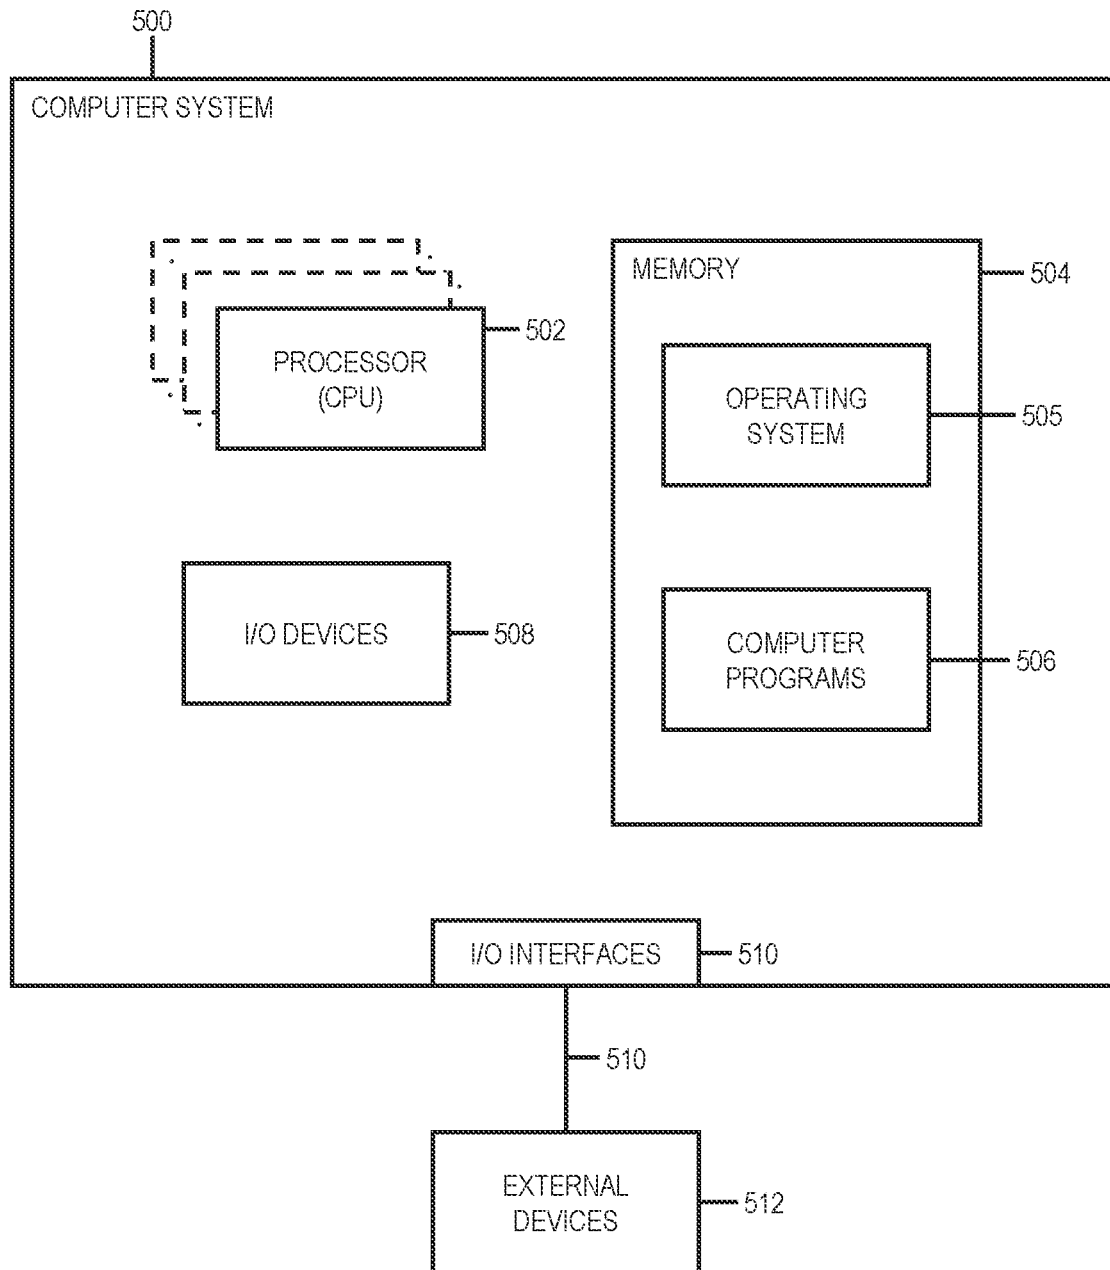 500
COMPUTER SYSTEM
MEMORY
504
PROCESSOR
(CPU)
502
OPERATING
SYSTEM
505
I/O DEVICES
508
COMPUTER
PROGRAMS
506
I/O INTERFACES
510
510
EXTERNAL
DEVICES
512